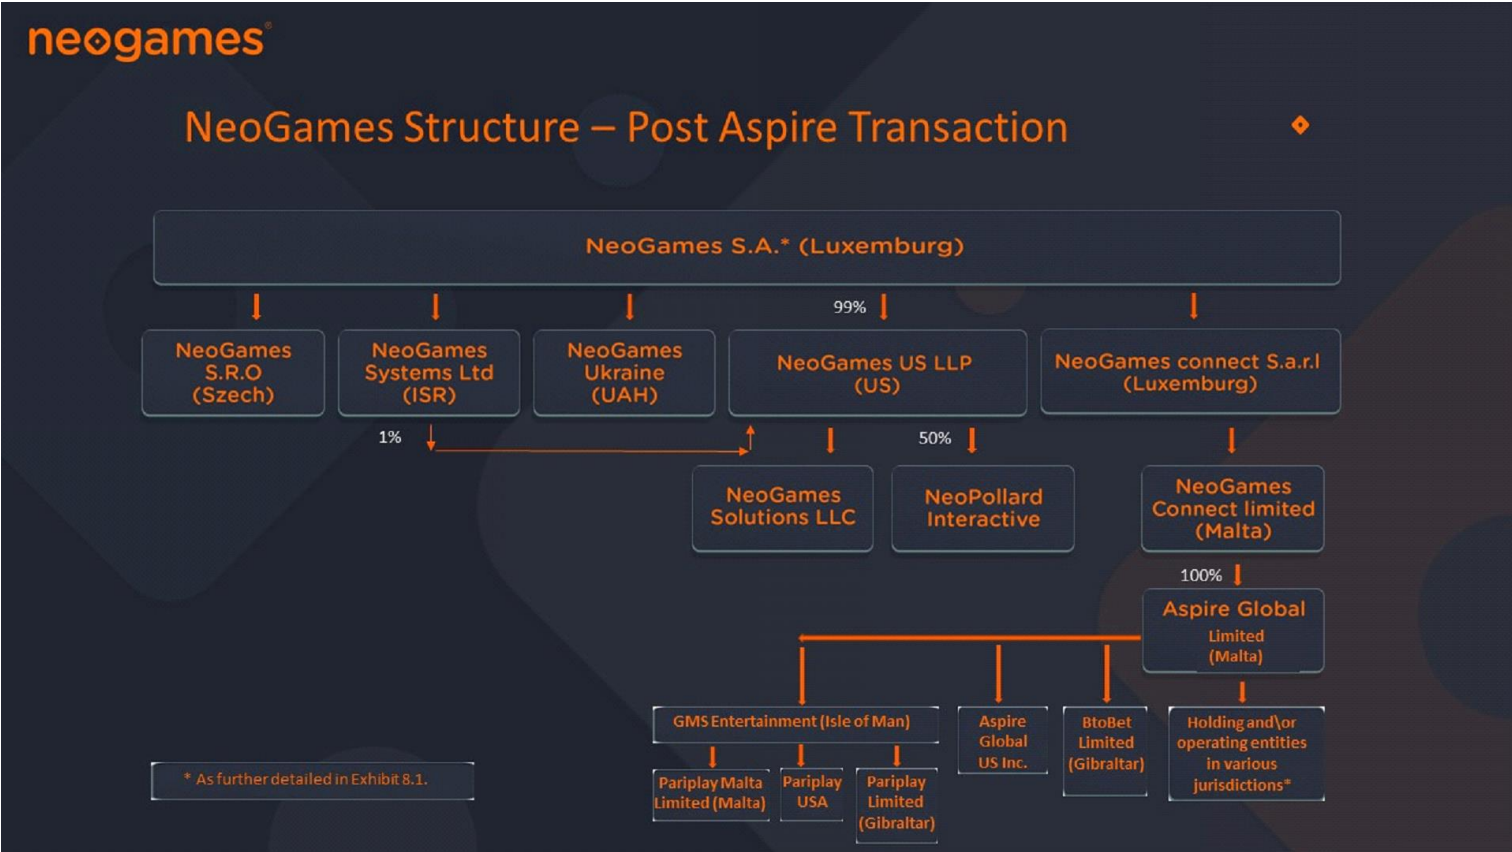 neogames®
NeoGames Structure – Post Aspire Transaction
NeoGames S.A.* (Luxemburg)
99%
NeoGames
S.R.O
(Szech)
NeoGames
Systems Ltd
(ISR)
NeoGames
Ukraine
(UAH)
NeoGames US LLP
(US)
NeoGames connect S.a.r.l
(Luxemburg)
1%
50%
NeoGames
Solutions LLC
NeoPollard
Interactive
NeoGames
Connect limited
(Malta)
100%
Aspire Global
Limited
(Malta)
GMS Entertainment (Isle of Man)
Aspire
Global
US Inc.
BtoBet
Limited
(Gibraltar)
Holding and\or
operating entities
in various
jurisdictions*
Pariplay Malta
Limited (Malta)
Pariplay
USA
Pariplay
Limited
(Gibraltar)
* As further detailed in Exhibit 8.1.